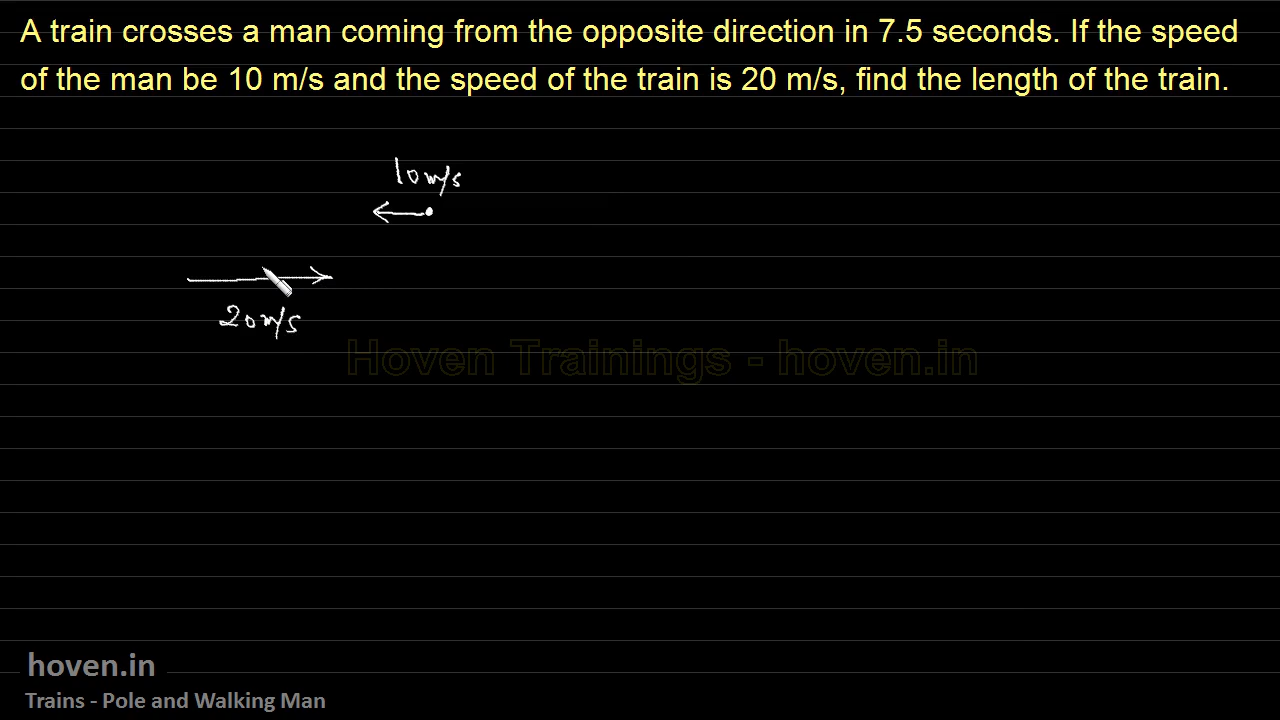 A train crosses a man coming from the opposite direction in 7.5 seconds. If the speed
of the man be 10 m/s and the speed of the train is 20 m/s, find the length of the train.
10 m/s
20 m/s
Hoven Trainings - hoven.in
hoven.in
Trains - Pole and Walking Man